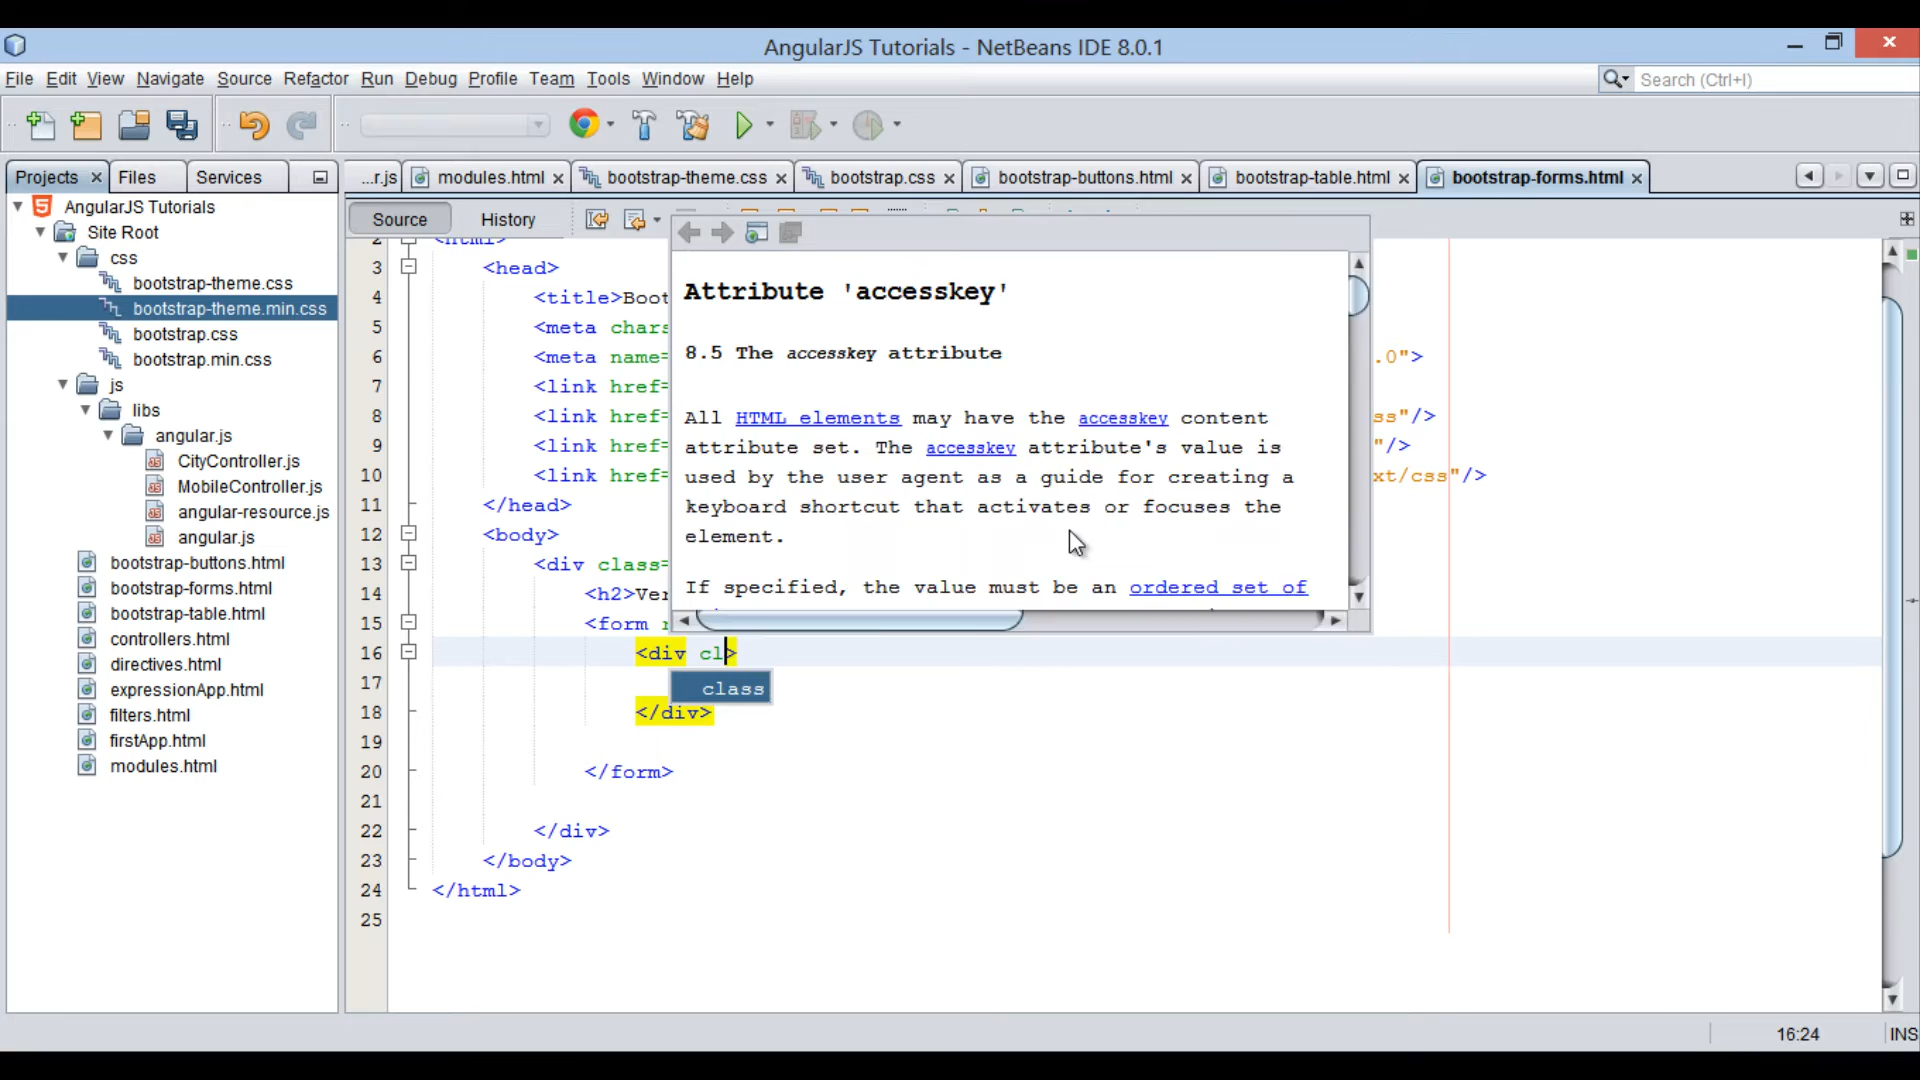 AngularJS Tutorials - NetBeans IDE 8.0.1
File Edit View Navigate Source Refactor Run Debug Profile Team Tools Window Help
Search (Ctrl+I)
Projects Files Services
...r.js modules.html bootstrap-theme.css bootstrap.css bootstrap-buttons.html bootstrap-table.html bootstrap-forms.html
Source History
AngularJS Tutorials
Site Root
css
bootstrap-theme.css
bootstrap-theme.min.css
bootstrap.css
bootstrap.min.css
js
libs
angular.js
CityController.js
MobileController.js
angular-resource.js
angular.js
bootstrap-buttons.html
bootstrap-forms.html
bootstrap-table.html
controllers.html
directives.html
expressionApp.html
filters.html
firstApp.html
modules.html
2 <html>
3 <head>
4 <title>Boot
5 <meta chars
6 <meta name= .0">
7 <link href=
8 <link href= ss"/>
9 <link href= "/>
10 <link href= xt/css"/>
11 </head>
12 <body>
13 <div class=
14 <h2>Ver
15 <form r
16 <div cl>
17
18 </div>
19
20 </form>
21
22 </div>
23 </body>
24 </html>
25
class
Attribute 'accesskey'
8.5 The accesskey attribute
All HTML elements may have the accesskey content
attribute set. The accesskey attribute's value is
used by the user agent as a guide for creating a
keyboard shortcut that activates or focuses the
element.
If specified, the value must be an ordered set of
16:24 INS